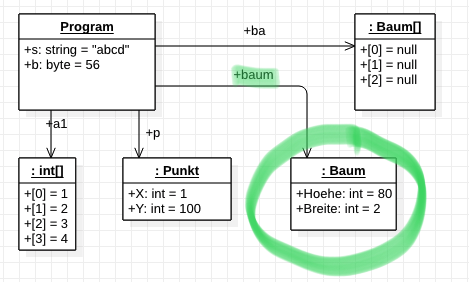 Program
+s: string = "abcd"
+b: byte = 56
+ba
: Baum[]
+[0] = null
+[1] = null
+[2] = null
+baum
+a1
+p
: int[]
+[0] = 1
+[1] = 2
+[2] = 3
+[3] = 4
: Punkt
+X: int = 1
+Y: int = 100
: Baum
+Hoehe: int = 80
+Breite: int = 2